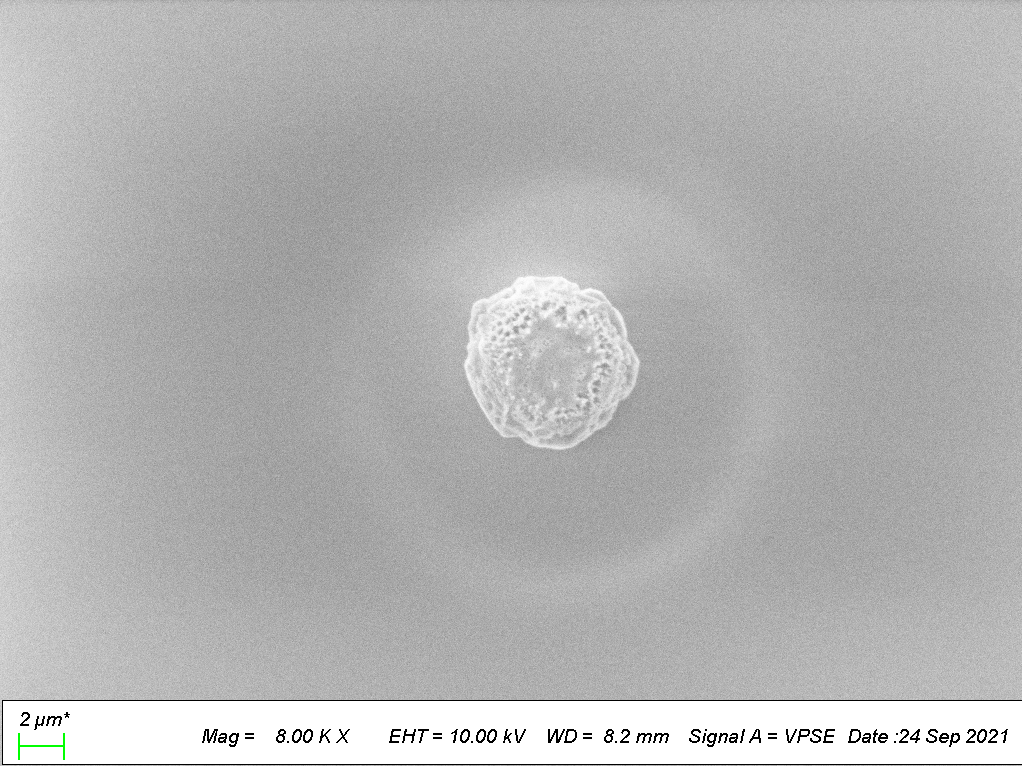 2 µm*
Mag = 8.00 K X EHT = 10.00 kV WD = 8.2 mm Signal A = VPSE Date :24 Sep 2021